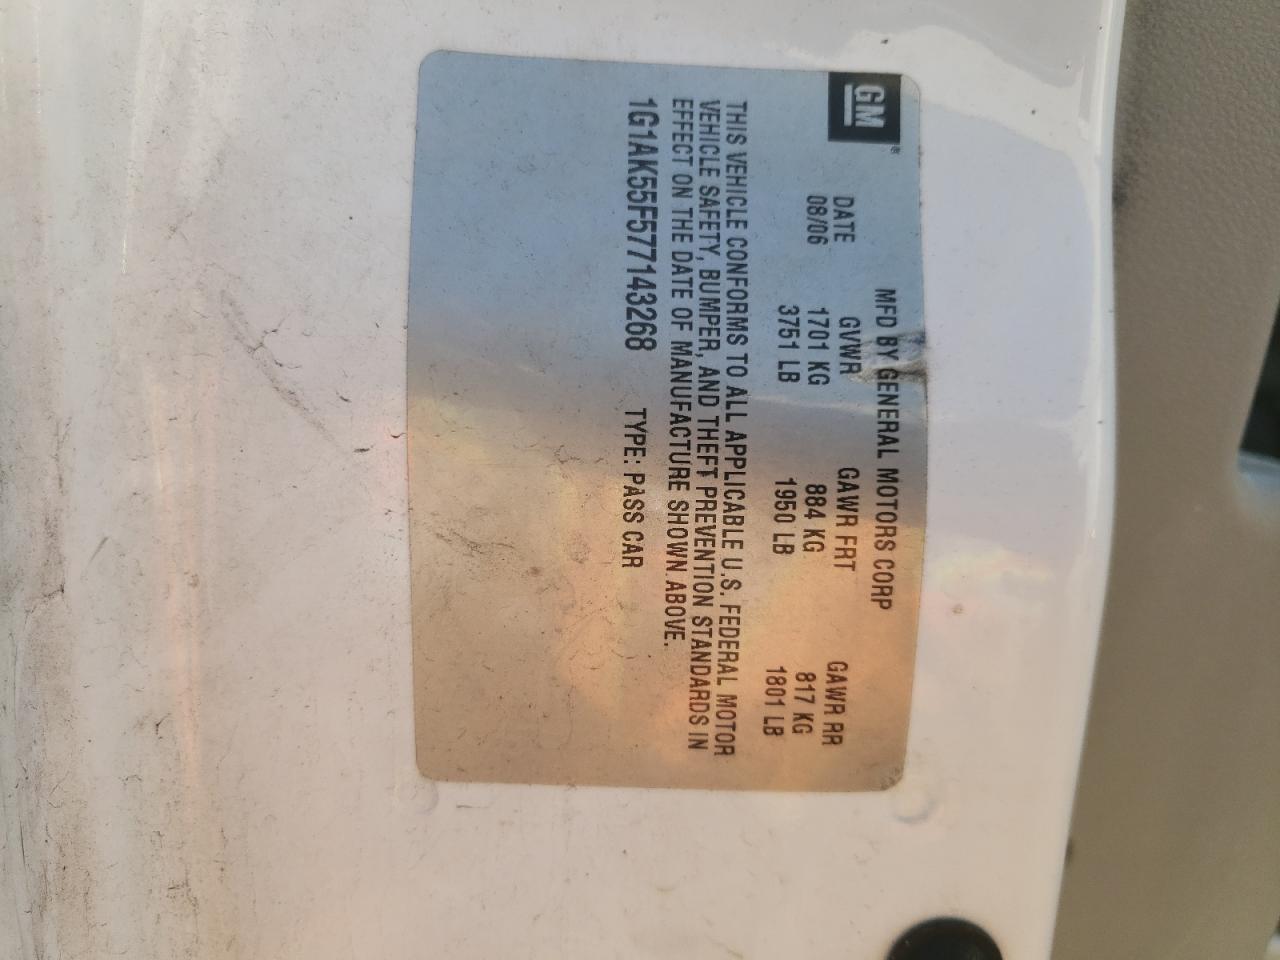 GM®
MFD BY GENERAL MOTORS CORP
DATE GVWR GAWR FRT GAWR RR
08/06 1701 KG 884 KG 817 KG
3751 LB 1950 LB 1801 LB
THIS VEHICLE CONFORMS TO ALL APPLICABLE U.S. FEDERAL MOTOR
VEHICLE SAFETY, BUMPER, AND THEFT PREVENTION STANDARDS IN
EFFECT ON THE DATE OF MANUFACTURE SHOWN ABOVE.
1G1AK55F577143268 TYPE: PASS CAR